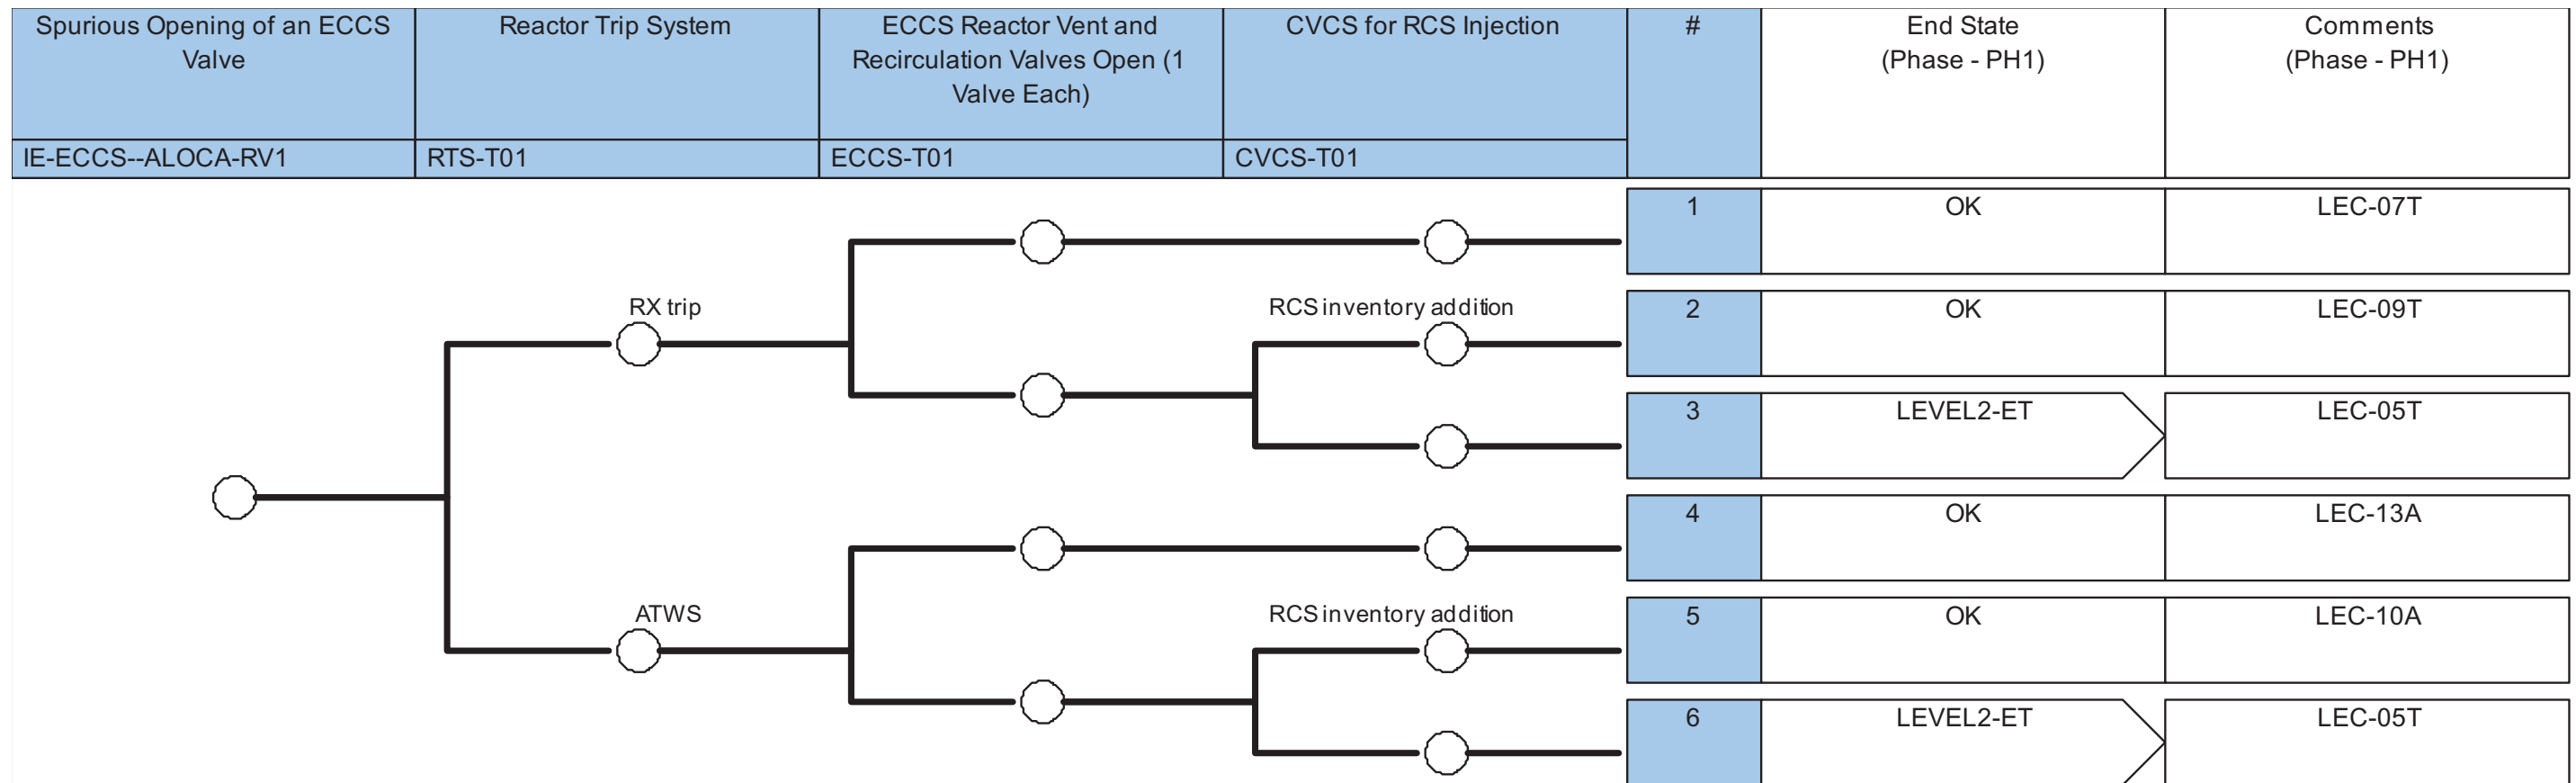 Spurious Opening of an ECCS
Valve
Reactor Trip System
ECCS Reactor Vent and
Recirculation Valves Open (1
Valve Each)
CVCS for RCS Injection
#
End State
(Phase - PH1)
Comments
(Phase - PH1)
IE-ECCS--ALOCA-RV1
RTS-T01
ECCS-T01
CVCS-T01
1
OK
LEC-07T
RX trip
RCS inventory addition
2
OK
LEC-09T
3
LEVEL2-ET
LEC-05T
4
OK
LEC-13A
ATWS
RCS inventory addition
5
OK
LEC-10A
6
LEVEL2-ET
LEC-05T